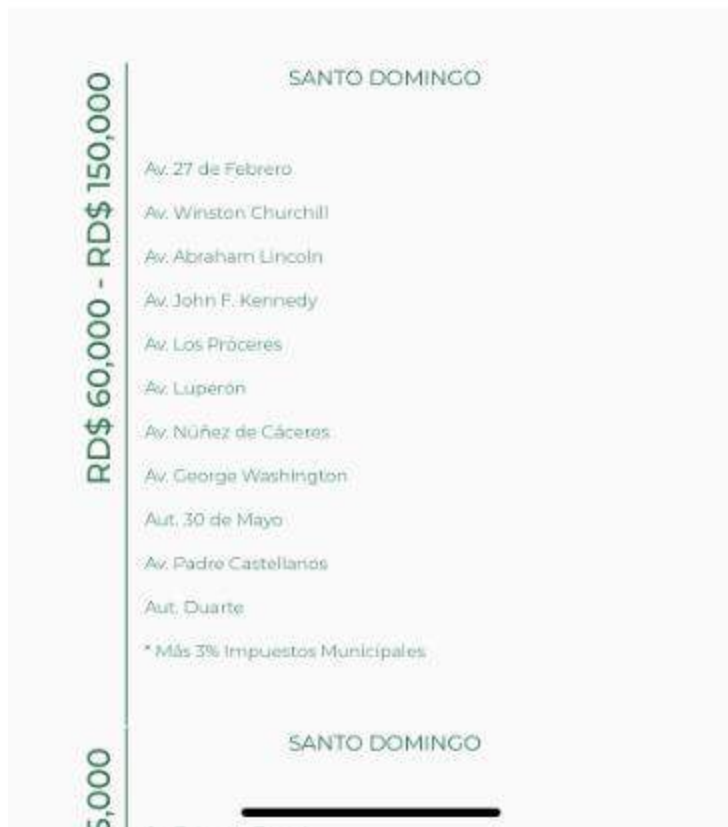 SANTO DOMINGO
RD$ 60,000 - RD$ 150,000
Av. 27 de Febrero
Av. Winston Churchill
Av. Abraham Lincoln
Av. John F. Kennedy
Av. Los Próceres
Av. Luperón
Av. Núñez de Cáceres
Av. George Washington
Aut. 30 de Mayo
Av. Padre Castellanos
Aut. Duarte
* Más 3% Impuestos Municipales
SANTO DOMINGO
5,000